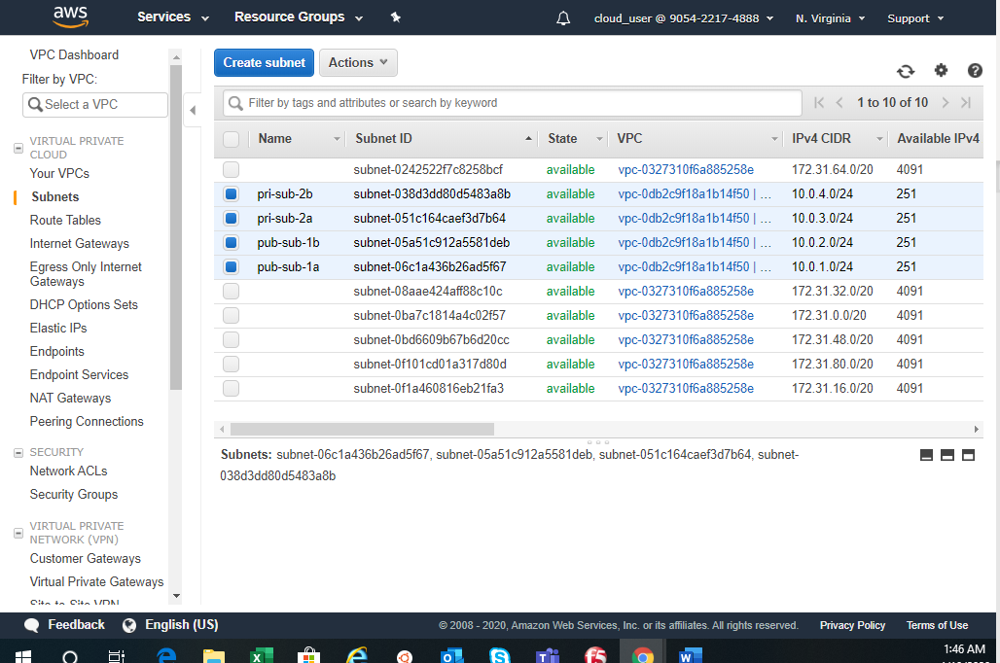 aws
Services
Resource Groups
cloud_user @ 9054-2217-4888
N. Virginia
Support
VPC Dashboard
Filter by VPC:
Select a VPC
VIRTUAL PRIVATE
CLOUD
Your VPCs
Subnets
Route Tables
Internet Gateways
Egress Only Internet
Gateways
DHCP Options Sets
Elastic IPs
Endpoints
Endpoint Services
NAT Gateways
Peering Connections
SECURITY
Network ACLs
Security Groups
VIRTUAL PRIVATE
NETWORK (VPN)
Customer Gateways
Virtual Private Gateways
Site-to-Site VPN
Create subnet Actions
Filter by tags and attributes or search by keyword
1 to 10 of 10
Name Subnet ID State VPC IPv4 CIDR Available IPv4
subnet-0242522f7c8258bcf available vpc-0327310f6a885258e 172.31.64.0/20 4091
pri-sub-2b subnet-038d3dd80d5483a8b available vpc-0db2c9f18a1b14f50 | ... 10.0.4.0/24 251
pri-sub-2a subnet-051c164caef3d7b64 available vpc-0db2c9f18a1b14f50 | ... 10.0.3.0/24 251
pub-sub-1b subnet-05a51c912a5581deb available vpc-0db2c9f18a1b14f50 | ... 10.0.2.0/24 251
pub-sub-1a subnet-06c1a436b26ad5f67 available vpc-0db2c9f18a1b14f50 | ... 10.0.1.0/24 251
subnet-08aae424aff88c10c available vpc-0327310f6a885258e 172.31.32.0/20 4091
subnet-0ba7c1814a4c02f57 available vpc-0327310f6a885258e 172.31.0.0/20 4091
subnet-0bd6609b67b6d20cc available vpc-0327310f6a885258e 172.31.48.0/20 4091
subnet-0f101cd01a317d80d available vpc-0327310f6a885258e 172.31.80.0/20 4091
subnet-0f1a460816eb21fa3 available vpc-0327310f6a885258e 172.31.16.0/20 4091
Subnets: subnet-06c1a436b26ad5f67, subnet-05a51c912a5581deb, subnet-051c164caef3d7b64, subnet-
038d3dd80d5483a8b
Feedback
English (US)
© 2008 - 2020, Amazon Web Services, Inc. or its affiliates. All rights reserved.
Privacy Policy
Terms of Use
1:46 AM